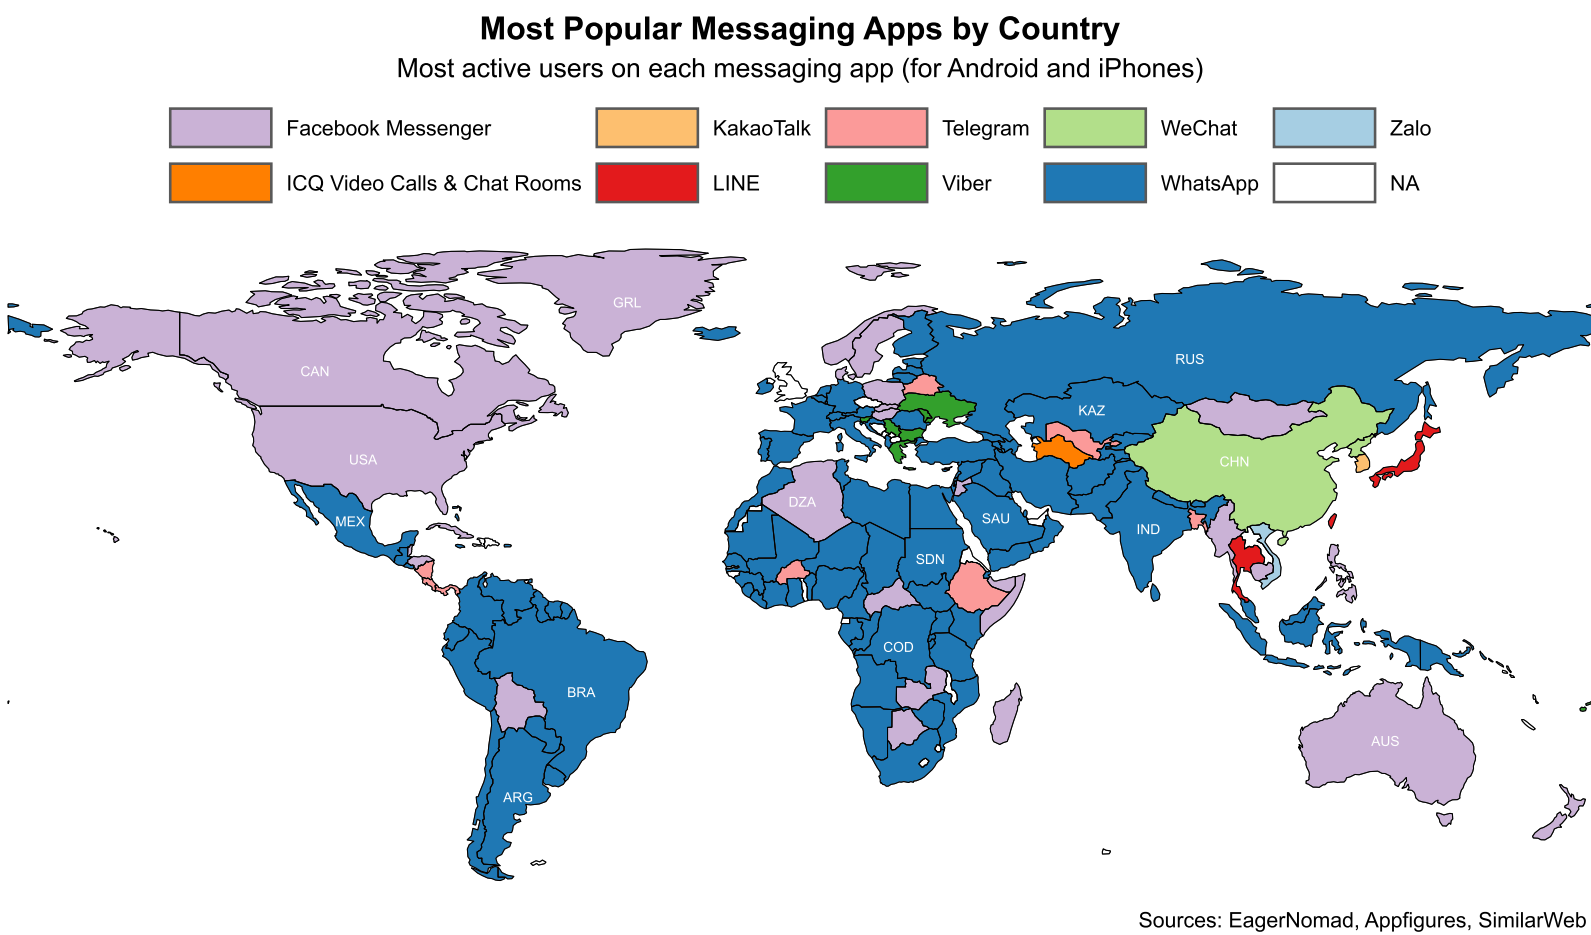 Most Popular Messaging Apps by Country
Most active users on each messaging app (for Android and iPhones)
Facebook Messenger KakaoTalk Telegram WeChat Zalo
ICQ Video Calls & Chat Rooms LINE Viber WhatsApp NA
GRL
RUS
CAN
KAZ
USA
CHN
DZA
MEX
SAU
IND
SDN
COD
BRA
AUS
ARG
Sources: EagerNomad, Appfigures, SimilarWeb